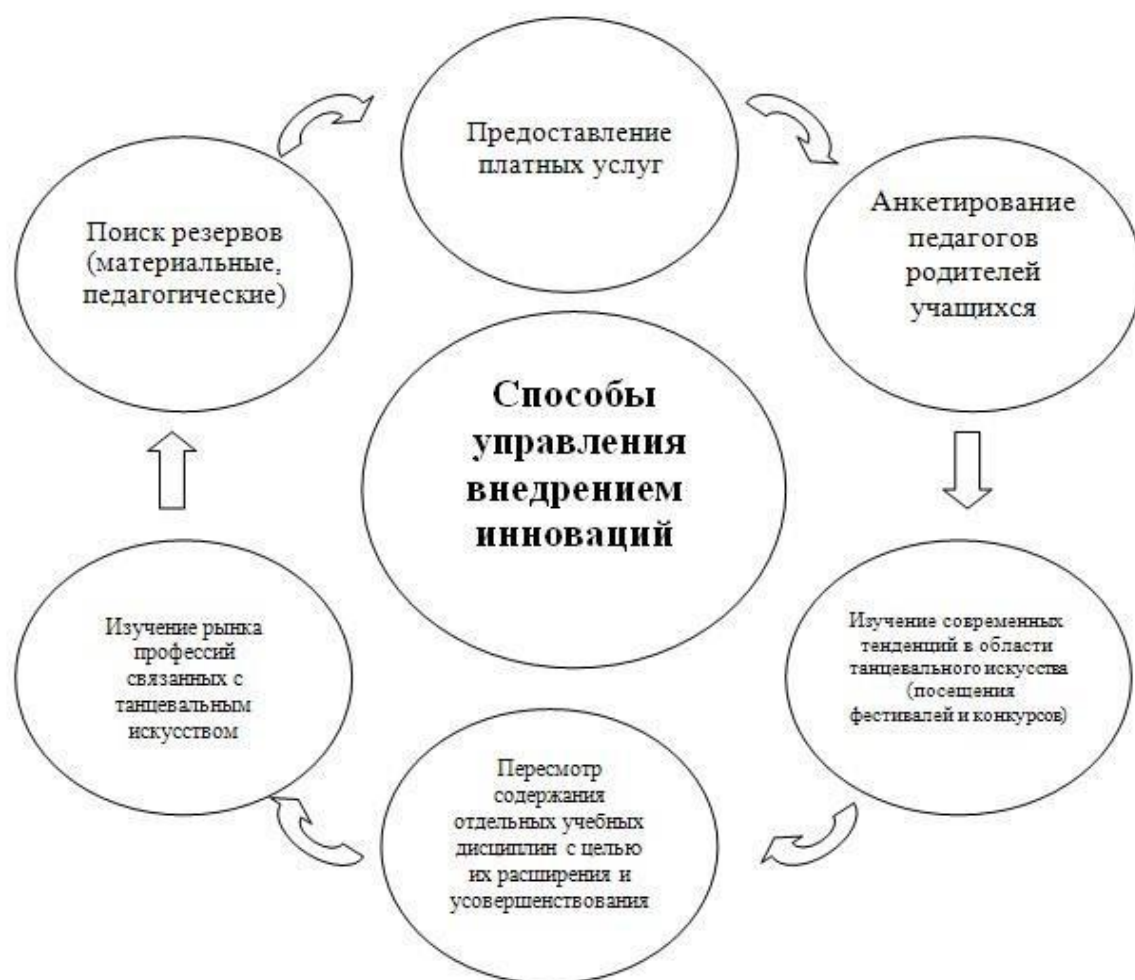 Предоставление
платных услуг
Анкетирование
педагогов
родителей
учащихся
Изучение современных
тенденций в области
танцевального искусства
(посещения
фестивалей и конкурсов)
Пересмотр
содержания
отдельных учебных
дисциплин с целью
их расширения и
усовершенствования
Изучение рынка
профессий
связанных с
танцевальным
искусством
Поиск резервов
(материальные,
педагогические)
Способы
управления
внедрением
инноваций